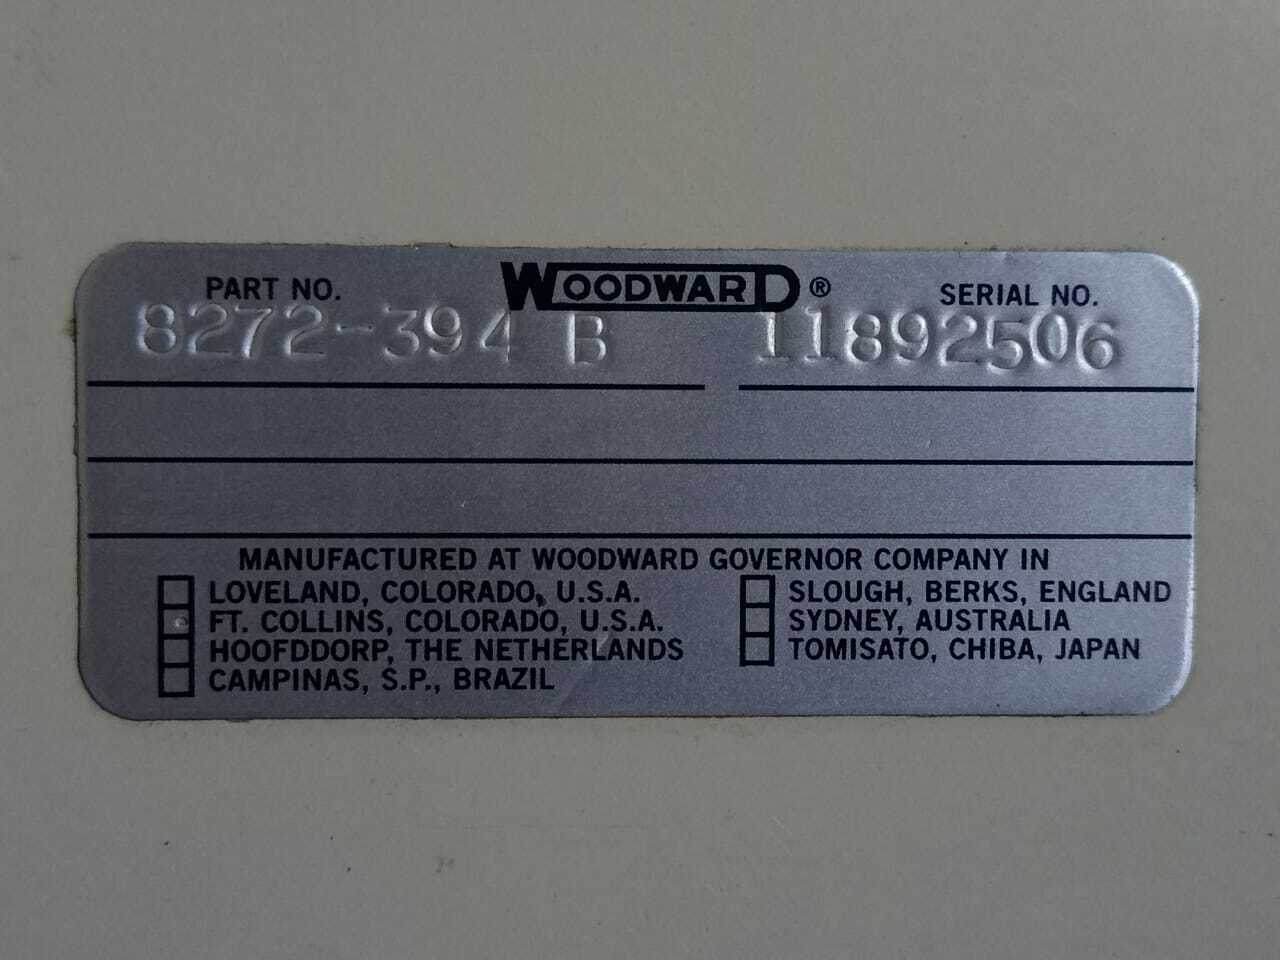 PART NO. WOODWARD® SERIAL NO.
8272-394 B 11892506
MANUFACTURED AT WOODWARD GOVERNOR COMPANY IN
LOVELAND, COLORADO, U.S.A. SLOUGH, BERKS, ENGLAND
FT. COLLINS, COLORADO, U.S.A. SYDNEY, AUSTRALIA
HOOFDDORP, THE NETHERLANDS TOMISATO, CHIBA, JAPAN
CAMPINAS, S.P., BRAZIL